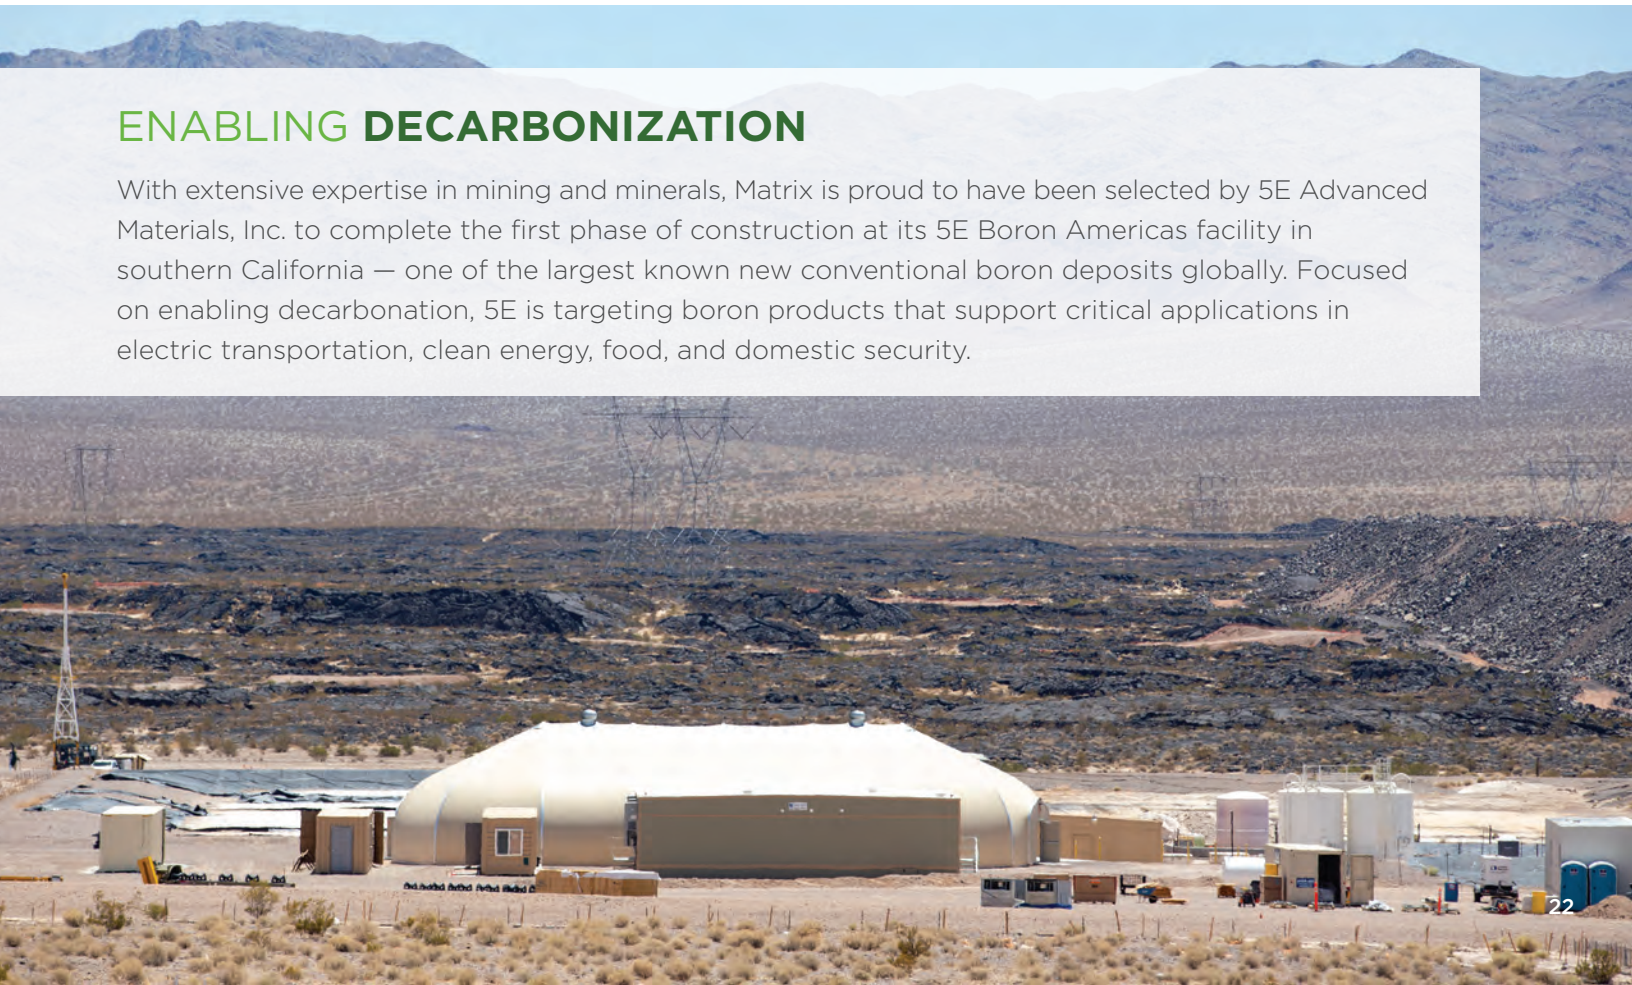 ENABLING DECARBONIZATION
With extensive expertise in mining and minerals, Matrix is proud to have been selected by 5E Advanced
Materials, Inc. to complete the first phase of construction at its 5E Boron Americas facility in
southern California — one of the largest known new conventional boron deposits globally. Focused
on enabling decarbonation, 5E is targeting boron products that support critical applications in
electric transportation, clean energy, food, and domestic security.
22